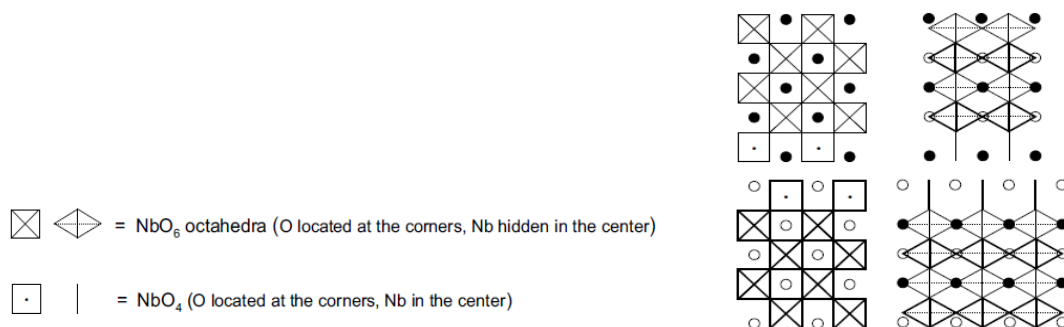 = NbO₆ octahedra (O located at the corners, Nb hidden in the center)
= NbO₄ (O located at the corners, Nb in the center)